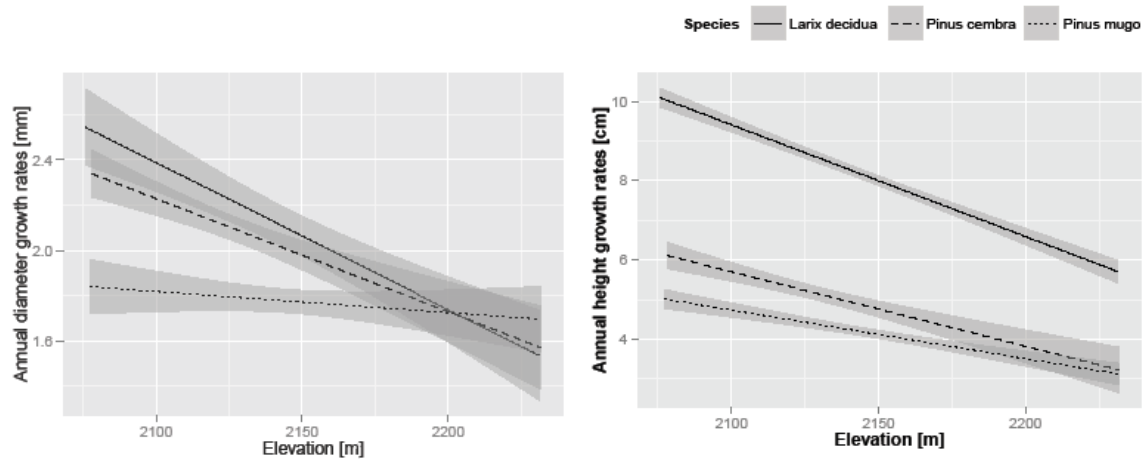 Species Larix decidua Pinus cembra Pinus mugo
Annual diameter growth rates [mm]
2.4
2.0
1.6
2100 2150 2200
Elevation [m]
Annual height growth rates [cm]
10
8
6
4
2100 2150 2200
Elevation [m]